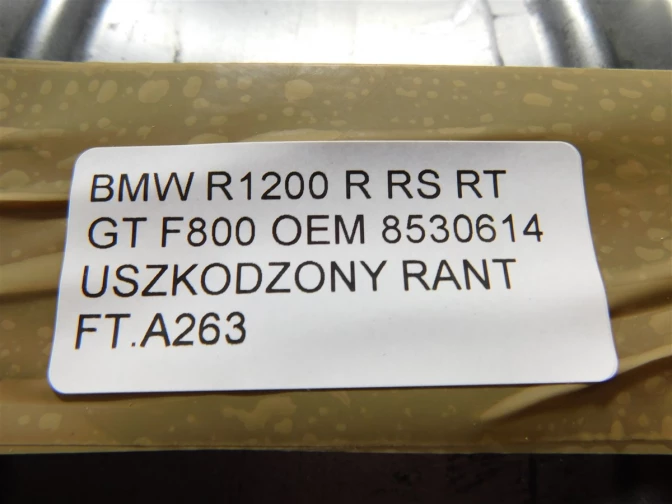 BMW R1200 R RS RT
GT F800 OEM 8530614
USZKODZONY RANT
FT.A263